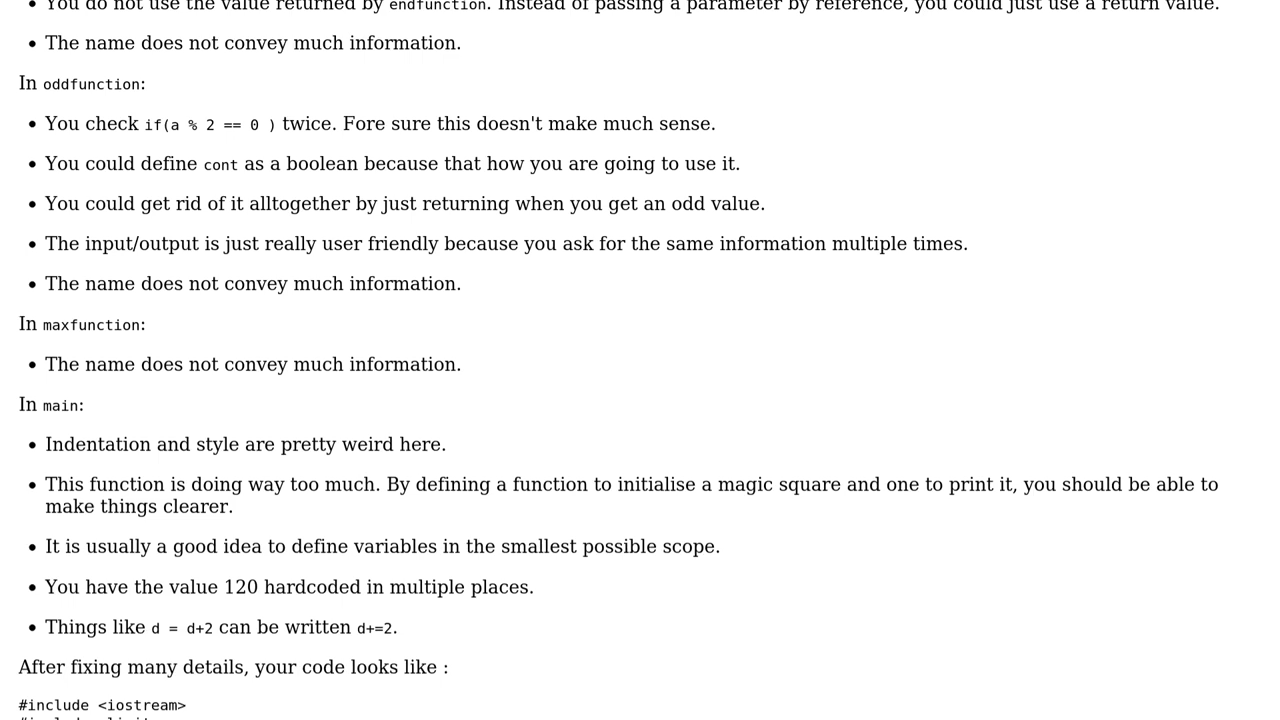 • You do not use the value returned by endfunction. Instead of passing a parameter by reference, you could just use a return value.
• The name does not convey much information.
In oddfunction:
• You check if(a % 2 == 0 ) twice. Fore sure this doesn't make much sense.
• You could define cont as a boolean because that how you are going to use it.
• You could get rid of it alltogether by just returning when you get an odd value.
• The input/output is just really user friendly because you ask for the same information multiple times.
• The name does not convey much information.
In maxfunction:
• The name does not convey much information.
In main:
• Indentation and style are pretty weird here.
• This function is doing way too much. By defining a function to initialise a magic square and one to print it, you should be able to
make things clearer.
• It is usually a good idea to define variables in the smallest possible scope.
• You have the value 120 hardcoded in multiple places.
• Things like d = d+2 can be written d+=2.
After fixing many details, your code looks like :
#include <iostream>